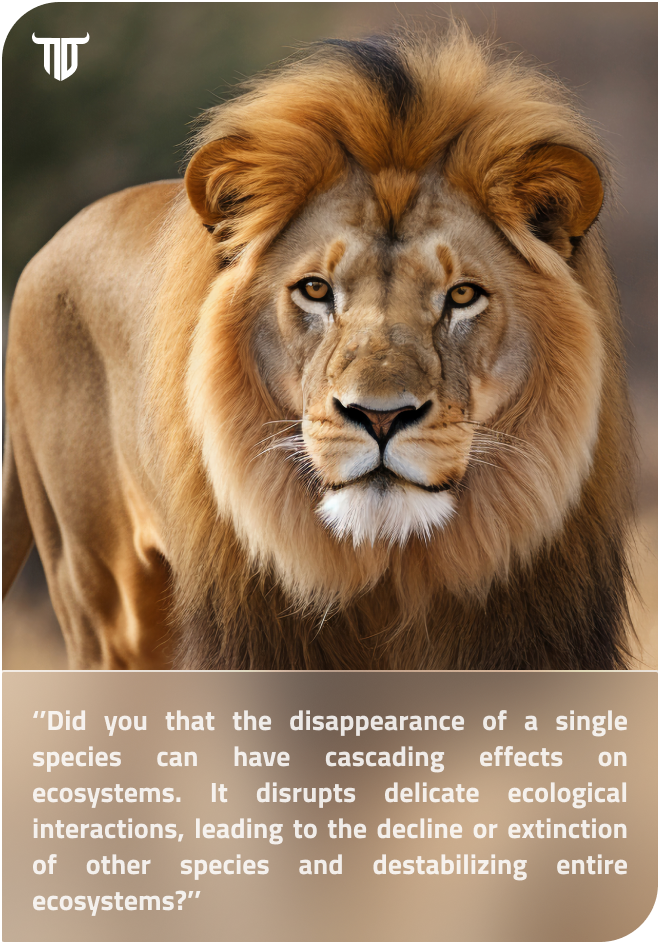 ’’Did you that the disappearance of a single
species can have cascading effects on
ecosystems. It disrupts delicate ecological
interactions, leading to the decline or extinction
of other species and destabilizing entire
ecosystems?’’